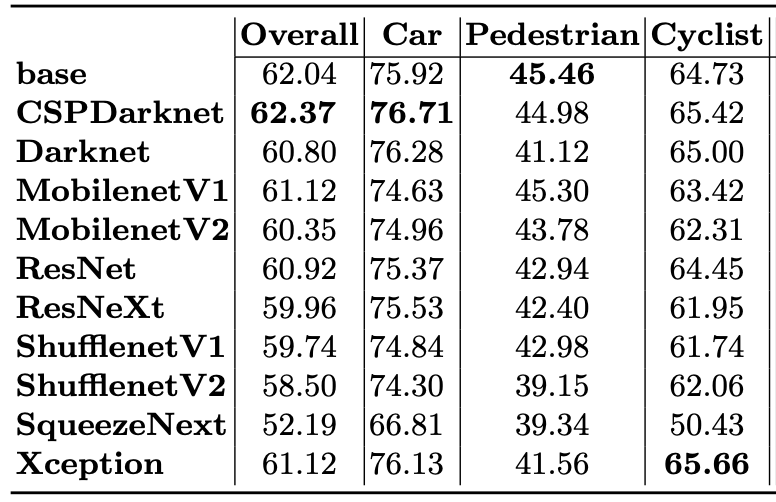 Overall Car Pedestrian Cyclist
base 62.04 75.92 45.46 64.73
CSPDarknet 62.37 76.71 44.98 65.42
Darknet 60.80 76.28 41.12 65.00
MobilenetV1 61.12 74.63 45.30 63.42
MobilenetV2 60.35 74.96 43.78 62.31
ResNet 60.92 75.37 42.94 64.45
ResNeXt 59.96 75.53 42.40 61.95
ShufflenetV1 59.74 74.84 42.98 61.74
ShufflenetV2 58.50 74.30 39.15 62.06
SqueezeNext 52.19 66.81 39.34 50.43
Xception 61.12 76.13 41.56 65.66